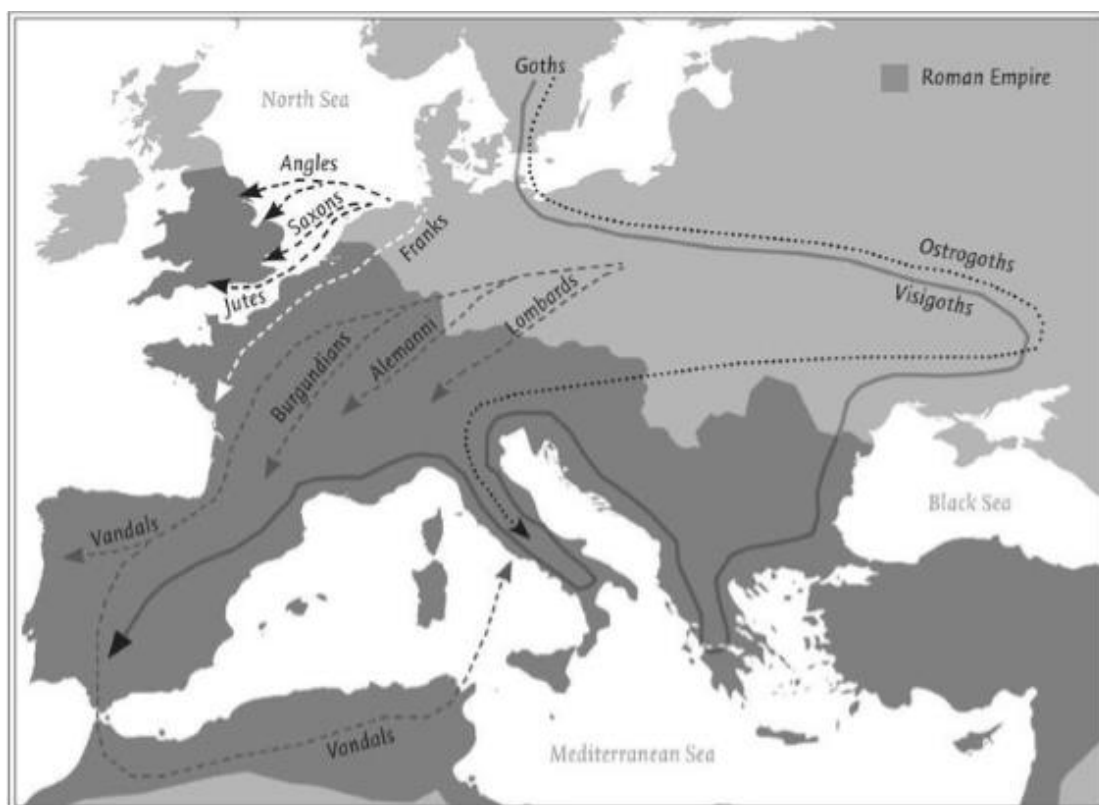 Goths
Roman Empire
North Sea
Angles
Saxons
Franks
Jutes
Ostrogoths
Visigoths
Lombards
Alemanni
Burgundians
Black Sea
Vandals
Vandals
Mediterranean Sea